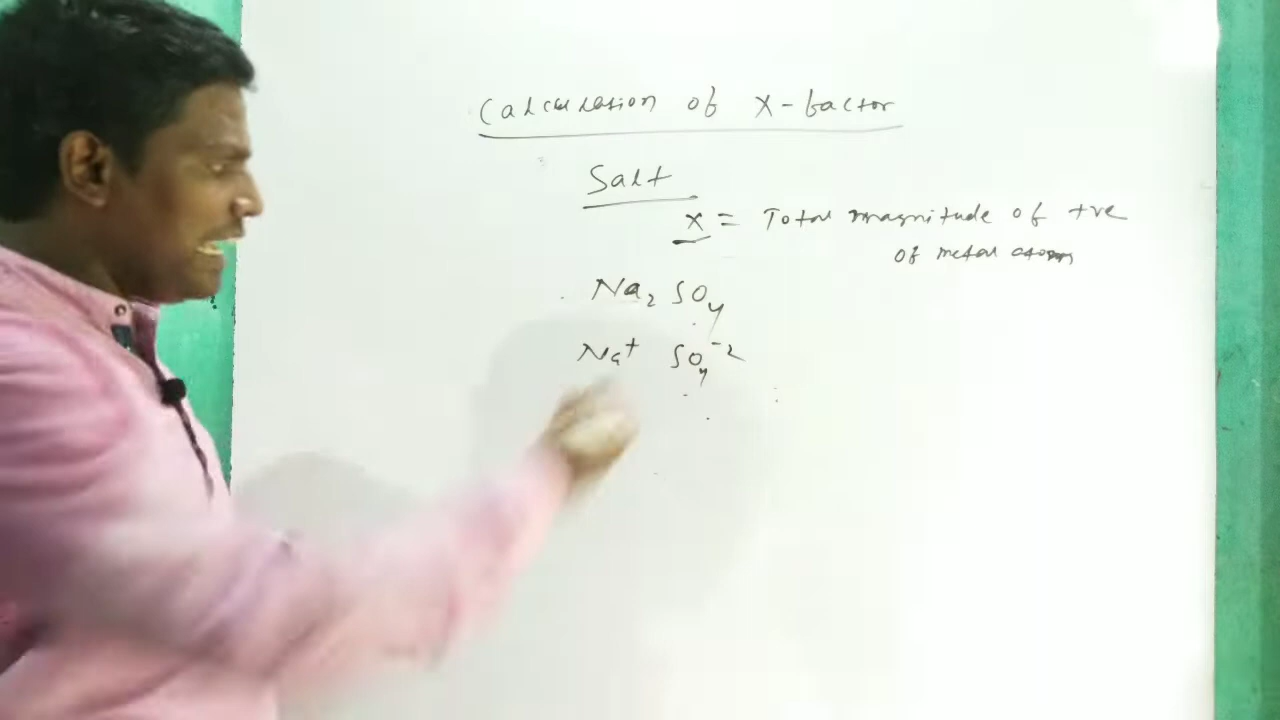 Calculation of x-factor
Salt
x = Total magnitude of +ve
of metal atom
Na₂ SO₄
Na⁺ SO₄⁻²